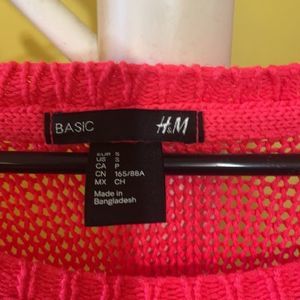 BASIC H&M
EUR S
US S
CA P
CN 165/88A
MX CH
Made in
Bangladesh